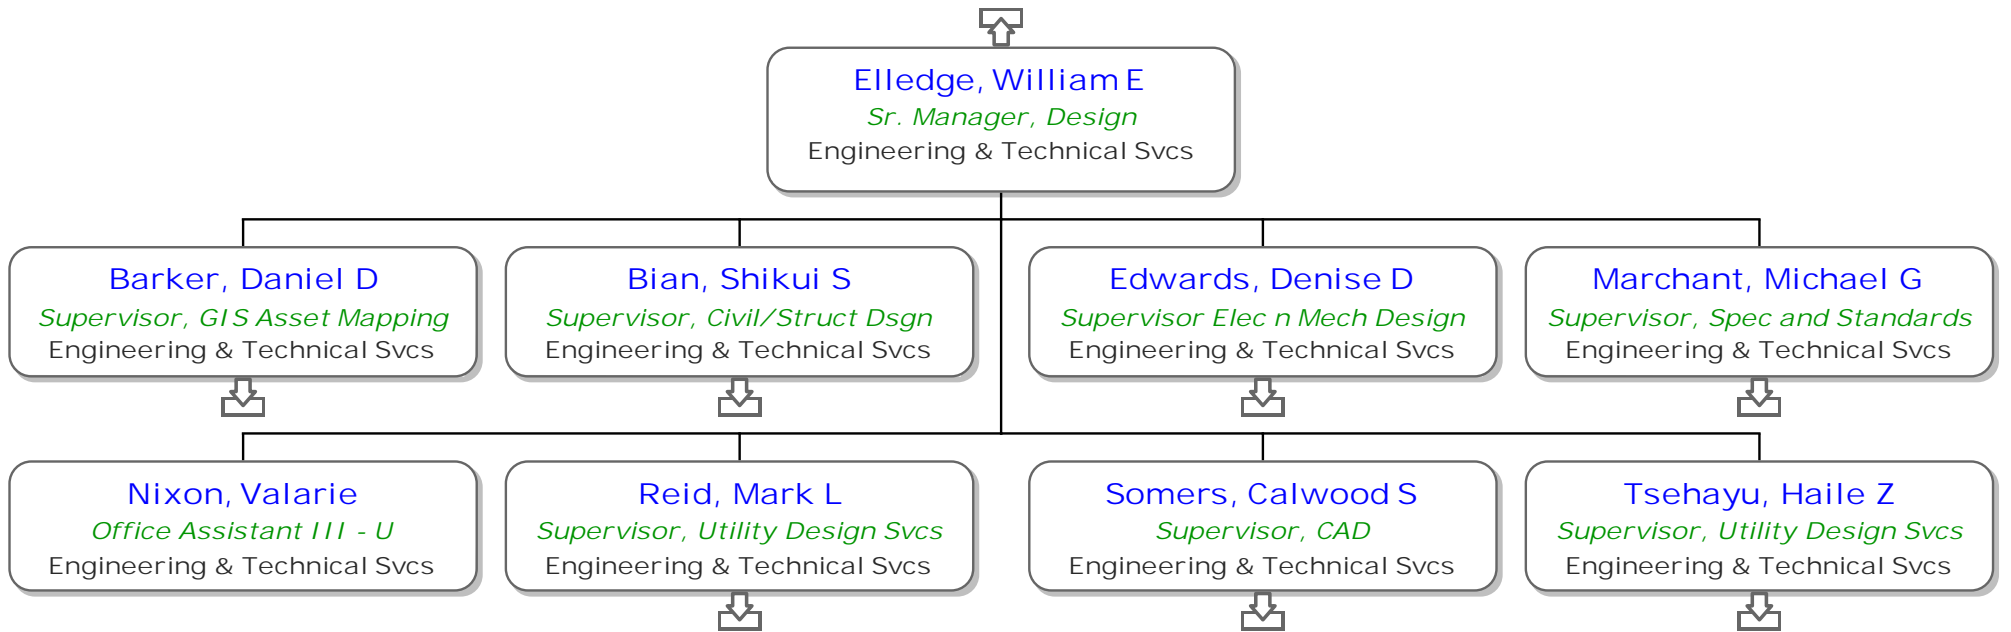 Elledge, William E
Sr. Manager, Design
Engineering & Technical Svcs
Barker, Daniel D
Supervisor, GIS Asset Mapping
Engineering & Technical Svcs
Bian, Shikui S
Supervisor, Civil/Struct Dsgn
Engineering & Technical Svcs
Edwards, Denise D
Supervisor Elec n Mech Design
Engineering & Technical Svcs
Marchant, Michael G
Supervisor, Spec and Standards
Engineering & Technical Svcs
Nixon, Valarie
Office Assistant III - U
Engineering & Technical Svcs
Reid, Mark L
Supervisor, Utility Design Svcs
Engineering & Technical Svcs
Somers, Calwood S
Supervisor, CAD
Engineering & Technical Svcs
Tsehayu, Haile Z
Supervisor, Utility Design Svcs
Engineering & Technical Svcs